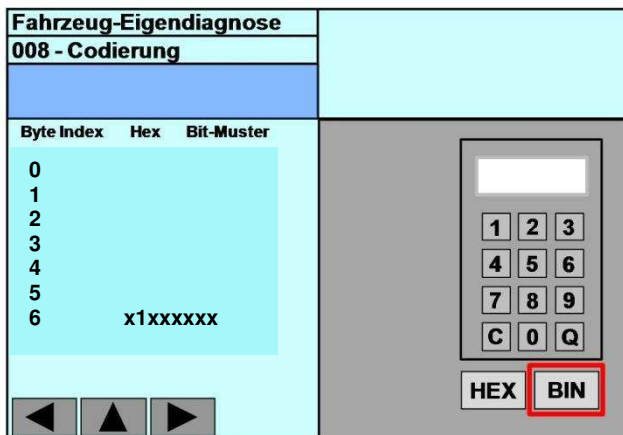 Fahrzeug-Eigendiagnose
008 - Codierung
Byte Index Hex Bit-Muster
0
1
2
3
4
5
6 x1xxxxxx
1 2 3
4 5 6
7 8 9
C 0 Q
HEX BIN